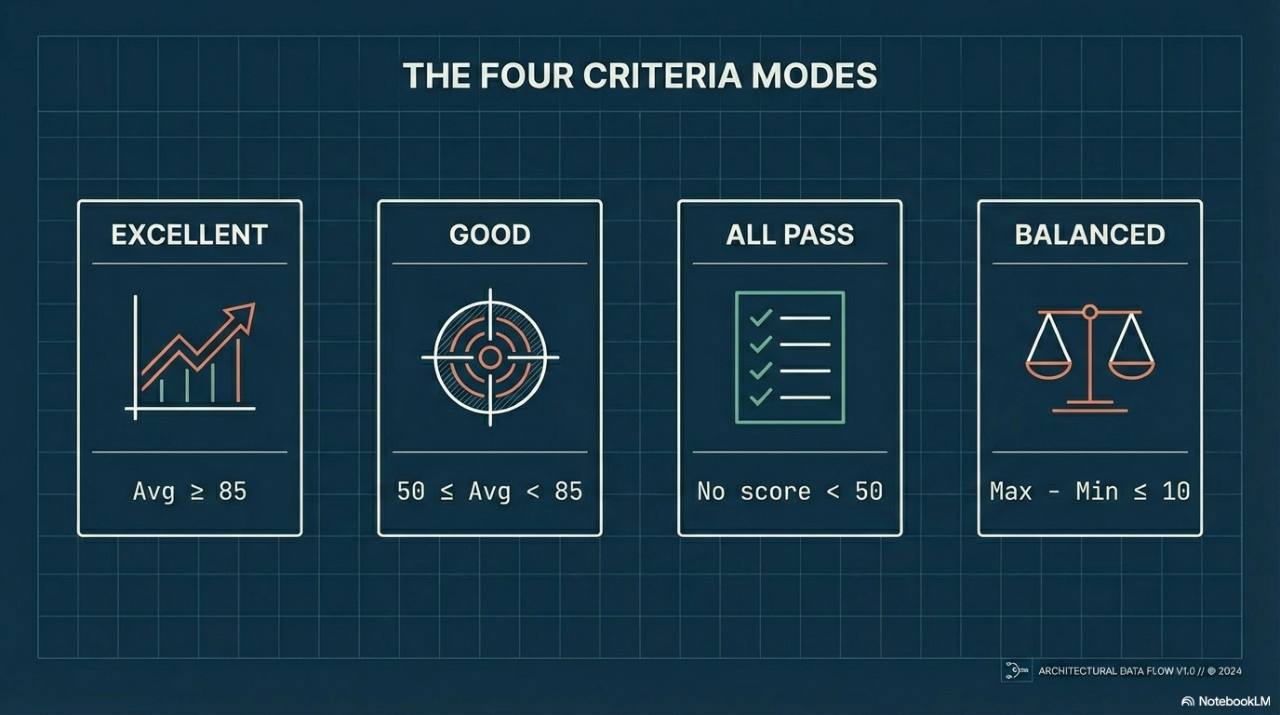 THE FOUR CRITERIA MODES
EXCELLENT
Avg ≥ 85
GOOD
50 ≤ Avg < 85
ALL PASS
No score < 50
BALANCED
Max - Min ≤ 10
ARCHITECTURAL DATA FLOW V1.0 // © 2024
NotebookLM